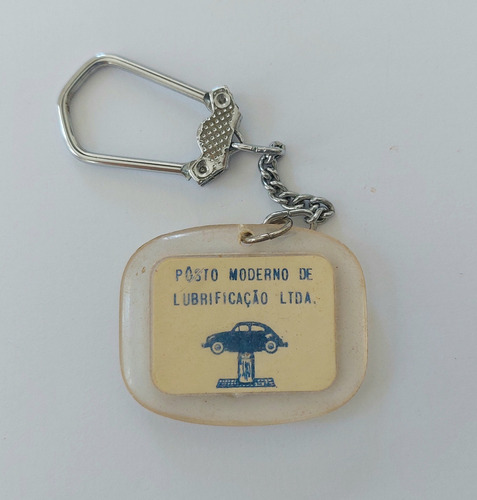 PÔSTO MODERNO DE
LUBRIFICAÇÃO LTDA.